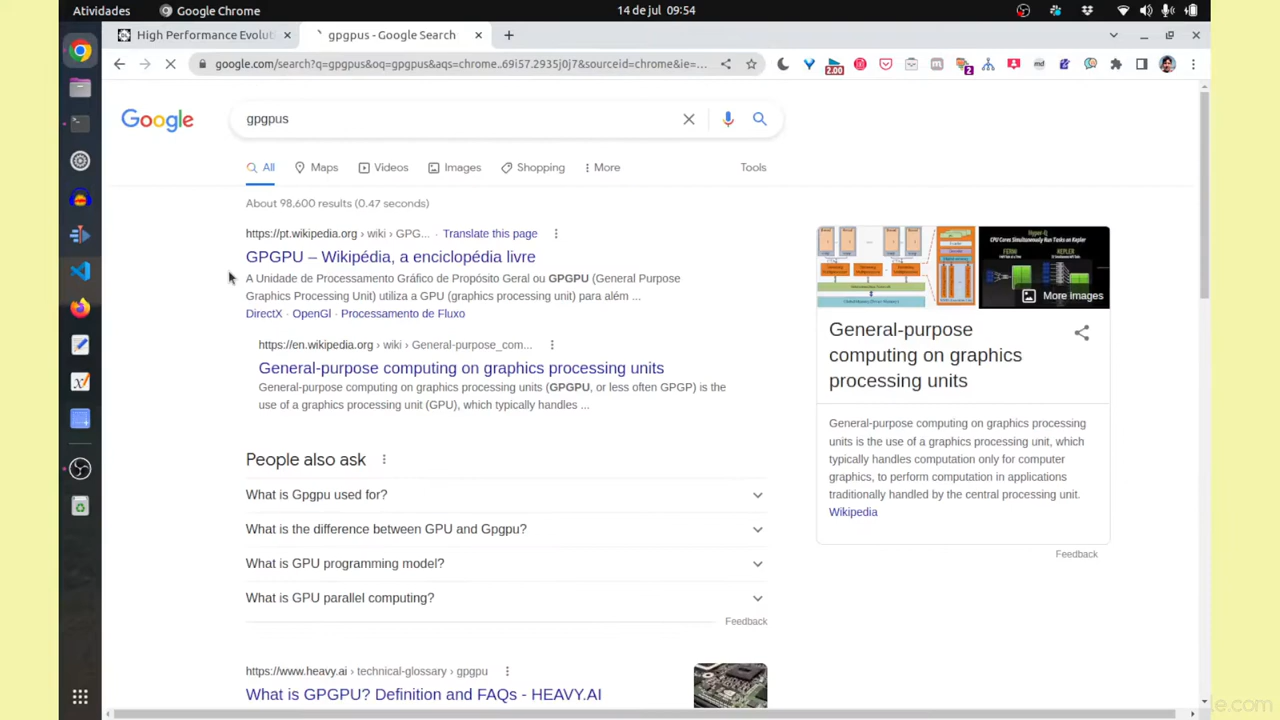 Atividades
Google Chrome
14 de jul 09:54
High Performance Evoluti
gpgpus - Google Search
google.com/search?q=gpgpus&oq=gpgpus&aqs=chrome..69i57.2935j0j7&sourceid=chrome&ie=...
2.00
2
md
Google
gpgpus
All
Maps
Videos
Images
Shopping
More
Tools
About 98,600 results (0.47 seconds)
https://pt.wikipedia.org › wiki › GPG... · Translate this page
GPGPU – Wikipédia, a enciclopédia livre
A Unidade de Processamento Gráfico de Propósito Geral ou GPGPU (General Purpose
Graphics Processing Unit) utiliza a GPU (graphics processing unit) para além ...
DirectX · OpenGl · Processamento de Fluxo
https://en.wikipedia.org › wiki › General-purpose_com...
General-purpose computing on graphics processing units
General-purpose computing on graphics processing units (GPGPU, or less often GPGP) is the
use of a graphics processing unit (GPU), which typically handles ...
People also ask
What is Gpgpu used for?
What is the difference between GPU and Gpgpu?
What is GPU programming model?
What is GPU parallel computing?
Feedback
https://www.heavy.ai › technical-glossary › gpgpu
What is GPGPU? Definition and FAQs - HEAVY.AI
More images
General-purpose
computing on graphics
processing units
General-purpose computing on graphics processing
units is the use of a graphics processing unit, which
typically handles computation only for computer
graphics, to perform computation in applications
traditionally handled by the central processing unit.
Wikipedia
Feedback